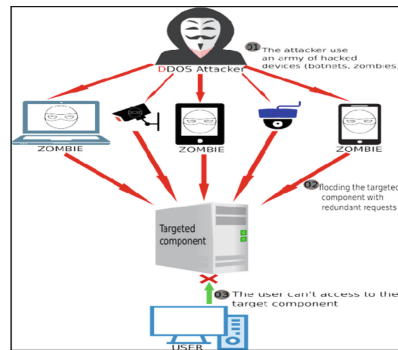 01 The attacker use
an army of hacked
devices (botnets, zombies)
DDOS Attacker
ZOMBIE
ZOMBIE
ZOMBIE
02 flooding the targeted
component with
redundant requests
Targeted
component
03 The user can't access to the
target component
USER